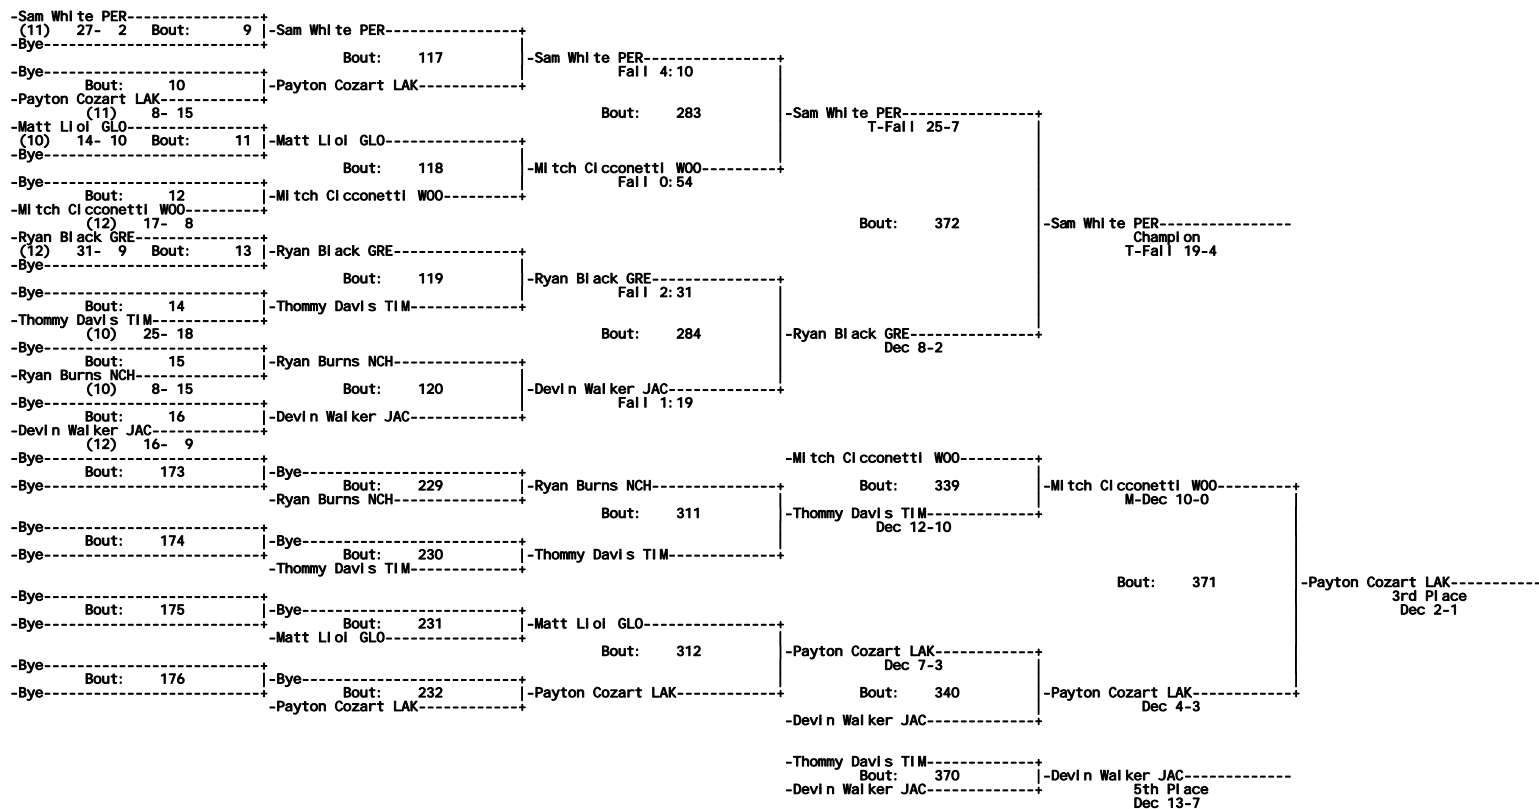 -Sam White PER----------------+
(11) 27- 2 Bout: 9 |-Sam White PER----------------+
-Bye--------------------------+
Bout: 117 |-Sam White PER----------------+
-Bye--------------------------+ Fall 4:10
Bout: 10 |-Payton Cozart LAK------------+
-Payton Cozart LAK------------+
(11) 8- 15 Bout: 283 |-Sam White PER----------------+
-Matt Lioi GLO----------------+ T-Fall 25-7
(10) 14- 10 Bout: 11 |-Matt Lioi GLO----------------+
-Bye--------------------------+
Bout: 118 |-Mitch Cicconetti WOO---------+
-Bye--------------------------+ Fall 0:54
Bout: 12 |-Mitch Cicconetti WOO---------+
-Mitch Cicconetti WOO---------+
(12) 17- 8 Bout: 372 |-Sam White PER----------------
-Ryan Black GRE---------------+ Champion
(12) 31- 9 Bout: 13 |-Ryan Black GRE---------------+ T-Fall 19-4
-Bye--------------------------+
Bout: 119 |-Ryan Black GRE---------------+
-Bye--------------------------+ Fall 2:31
Bout: 14 |-Thommy Davis TIM-------------+
-Thommy Davis TIM-------------+
(10) 25- 18 Bout: 284 |-Ryan Black GRE---------------+
-Bye--------------------------+ Dec 8-2
Bout: 15 |-Ryan Burns NCH---------------+
-Ryan Burns NCH---------------+
(10) 8- 15 Bout: 120 |-Devin Walker JAC-------------+
-Bye--------------------------+ Fall 1:19
Bout: 16 |-Devin Walker JAC-------------+
-Devin Walker JAC-------------+
(12) 16- 9
-Bye--------------------------+ -Mitch Cicconetti WOO---------+
Bout: 173 |-Bye--------------------------+
-Bye--------------------------+ Bout: 229 |-Ryan Burns NCH---------------+ Bout: 339 |-Mitch Cicconetti WOO---------+
-Ryan Burns NCH---------------+ M-Dec 10-0
Bout: 311 |-Thommy Davis TIM-------------+
-Bye--------------------------+ Dec 12-10
Bout: 174 |-Bye--------------------------+
-Bye--------------------------+ Bout: 230 |-Thommy Davis TIM-------------+
-Thommy Davis TIM-------------+
Bout: 371 |-Payton Cozart LAK------------
-Bye--------------------------+ 3rd Place
Bout: 175 |-Bye--------------------------+ Dec 2-1
-Bye--------------------------+ Bout: 231 |-Matt Lioi GLO----------------+
-Matt Lioi GLO----------------+
Bout: 312 |-Payton Cozart LAK------------+
-Bye--------------------------+ Dec 7-3
Bout: 176 |-Bye--------------------------+
-Bye--------------------------+ Bout: 232 |-Payton Cozart LAK------------+ Bout: 340 |-Payton Cozart LAK------------+
-Payton Cozart LAK------------+ Dec 4-3
-Devin Walker JAC-------------+
-Thommy Davis TIM-------------+
Bout: 370 |-Devin Walker JAC-------------
-Devin Walker JAC-------------+ 5th Place
Dec 13-7